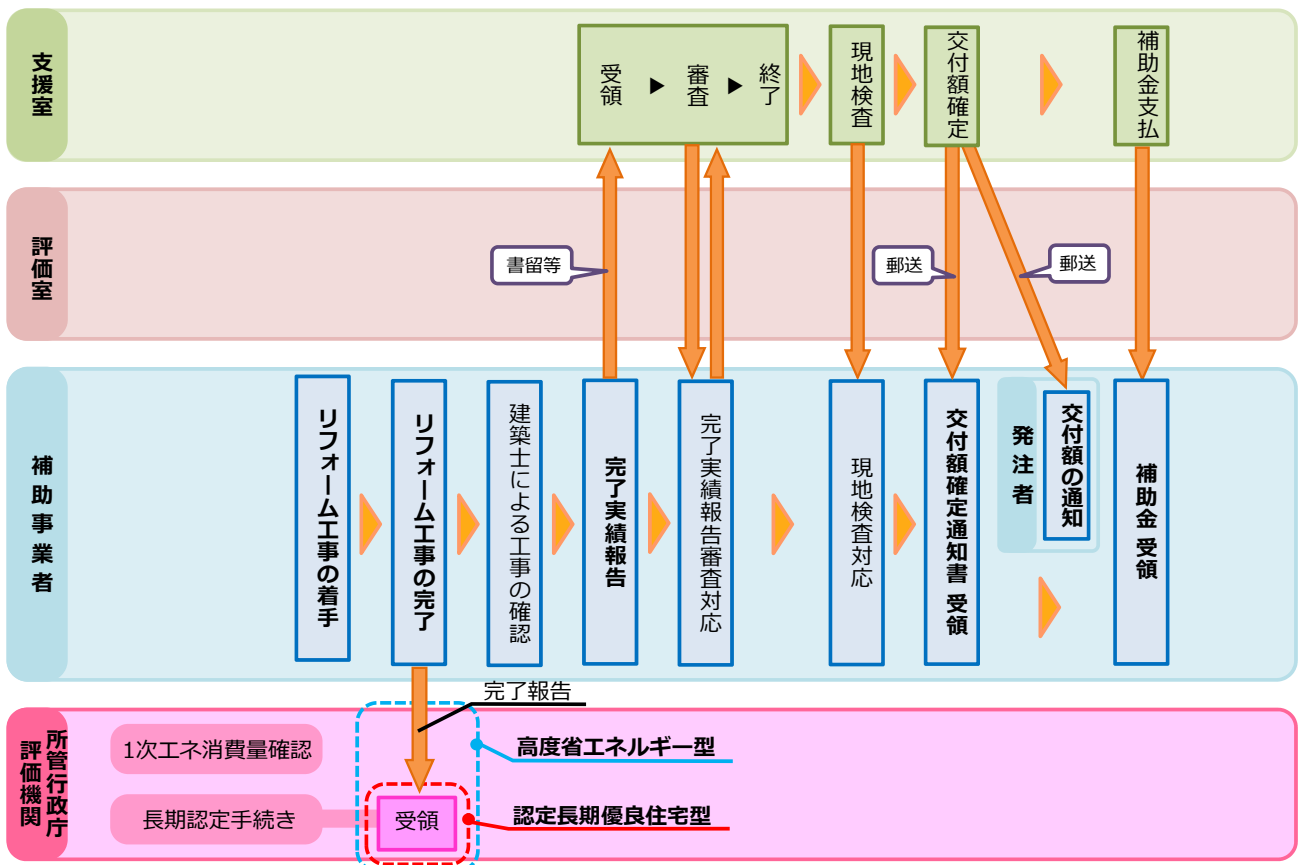 支援室
受領 ▶ 審査 ▶ 終了
現地検査
交付額確定
補助金支払
評価室
書留等
郵送
郵送
補助事業者
リフォーム工事の着手
リフォーム工事の完了
建築士による工事の確認
完了実績報告
完了実績報告審査対応
現地検査対応
交付額確定通知書 受領
発注者
交付額の通知
補助金 受領
完了報告
所管行政庁
評価機関
1次エネ消費量確認
高度省エネルギー型
長期認定手続き
受領
認定長期優良住宅型